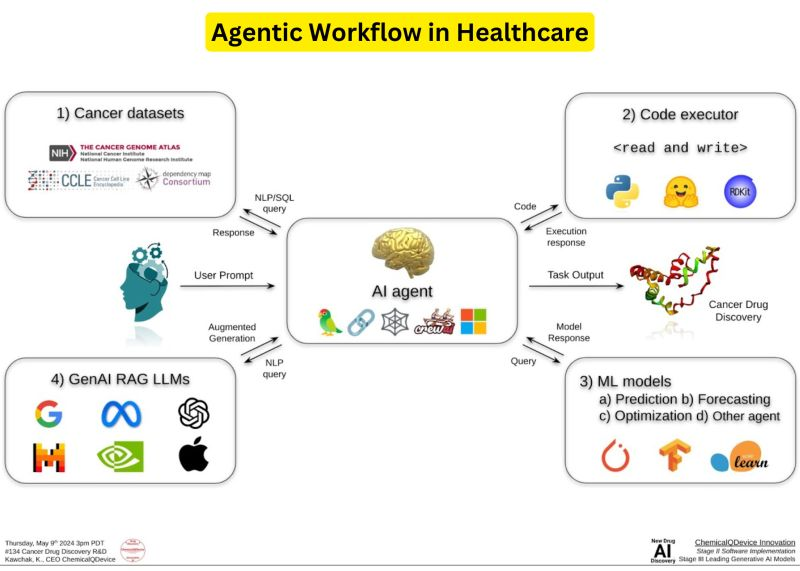 Agentic Workflow in Healthcare
1) Cancer datasets
NIH
THE CANCER GENOME ATLAS
National Cancer Institute
National Human Genome Research Institute
CCLE
Cancer Cell Line
Encyclopedia
dependency map
Consortium
2) Code executor
<read and write>
RDKit
NLP/SQL
query
Response
Code
Execution
response
User Prompt
AI agent
crewai
Task Output
Cancer Drug
Discovery
Augmented
Generation
NLP
query
Model
Response
Query
4) GenAI RAG LLMs
3) ML models
a) Prediction b) Forecasting
c) Optimization d) Other agent
learn
Thursday, May 9th 2024 3pm PDT
#134 Cancer Drug Discovery R&D
Kawchak, K., CEO ChemicalQDevice
New Drug
AI
Discovery
ChemicalQDevice Innovation
Stage II Software Implementation
Stage III Leading Generative AI Models